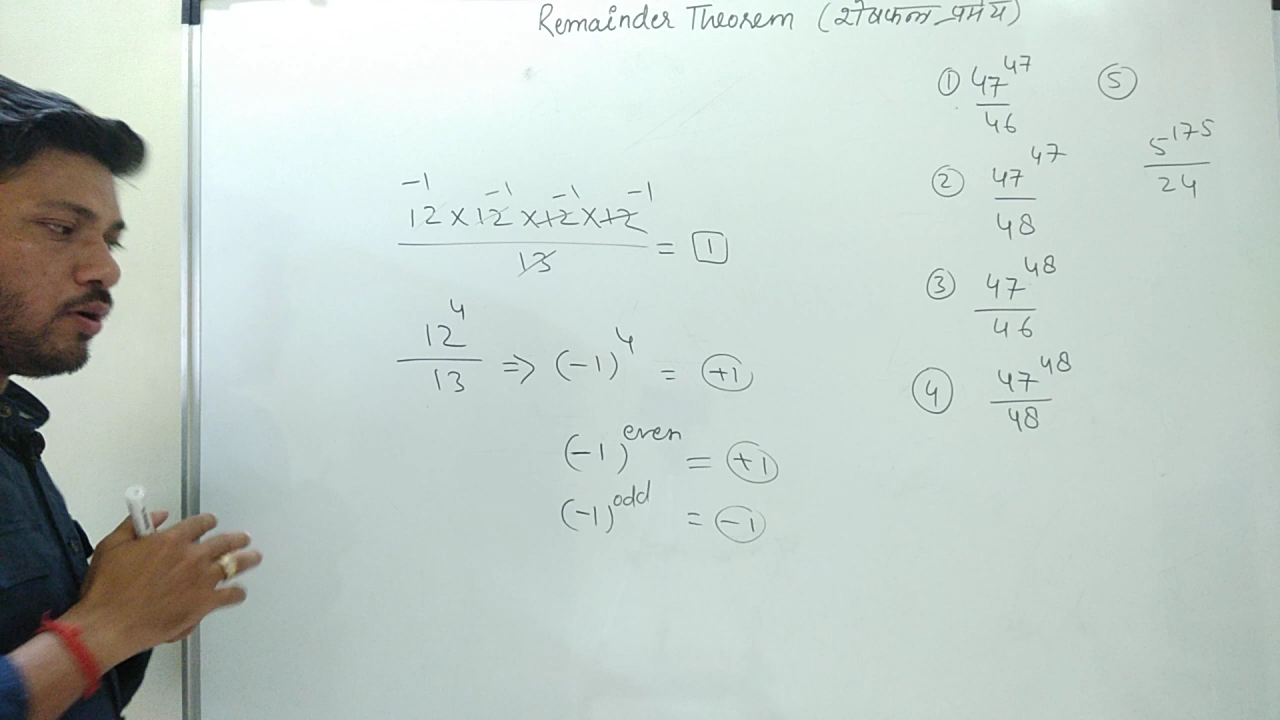 Remainder Theorem (शेषफल प्रमेय)
-1 -1 -1 -1
12 x 12 x 12 x 12
13
= 1
12^4
13
=> (-1)^4 = +1
(-1)^even = +1
(-1)^odd = -1
① 47^47
46
② 47^47
48
③ 47^48
46
④ 47^48
48
⑤
5^175
24